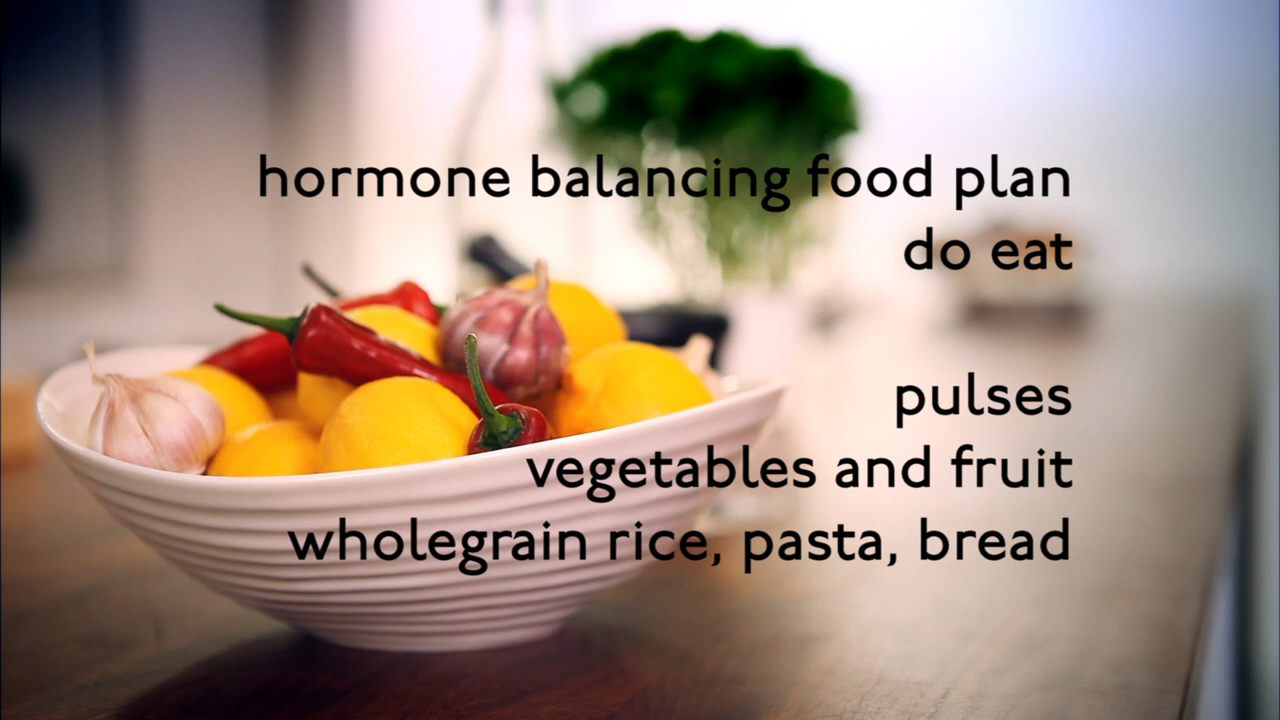 hormone balancing food plan
do eat
pulses
vegetables and fruit
wholegrain rice, pasta, bread